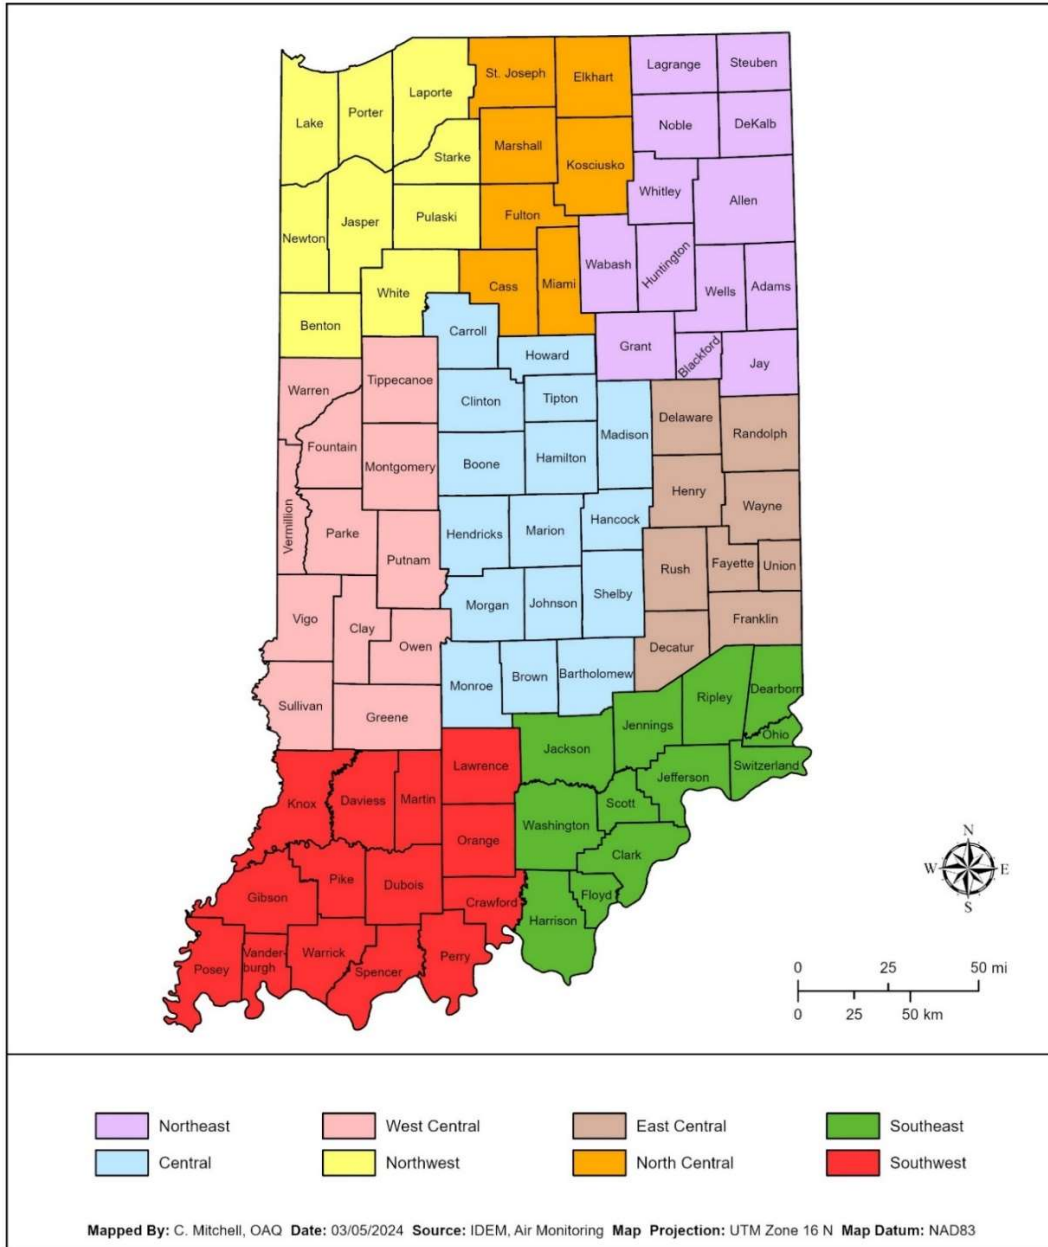 St. Joseph
Elkhart
Lagrange
Steuben
Laporte
Porter
Lake
Noble
DeKalb
Marshall
Starke
Kosciusko
Whitley
Allen
Newton
Jasper
Pulaski
Fulton
Wabash
Huntington
Wells
Adams
White
Cass
Miami
Benton
Carroll
Howard
Grant
Blackford
Jay
Warren
Tippecanoe
Clinton
Tipton
Madison
Delaware
Randolph
Fountain
Montgomery
Boone
Hamilton
Henry
Wayne
Vermillion
Parke
Putnam
Hendricks
Marion
Hancock
Rush
Fayette
Union
Vigo
Clay
Owen
Morgan
Johnson
Shelby
Franklin
Decatur
Sullivan
Greene
Monroe
Brown
Bartholomew
Jennings
Ripley
Dearborn
Ohio
Lawrence
Jackson
Jefferson
Switzerland
Knox
Daviess
Martin
Orange
Washington
Scott
Clark
Gibson
Pike
Dubois
Crawford
Harrison
Floyd
Posey
Vander-
burgh
Warrick
Spencer
Perry
N
W E
S
0 25 50 mi
0 25 50 km
Northeast West Central East Central Southeast
Central Northwest North Central Southwest
Mapped By: C. Mitchell, OAQ Date: 03/05/2024 Source: IDEM, Air Monitoring Map Projection: UTM Zone 16 N Map Datum: NAD83